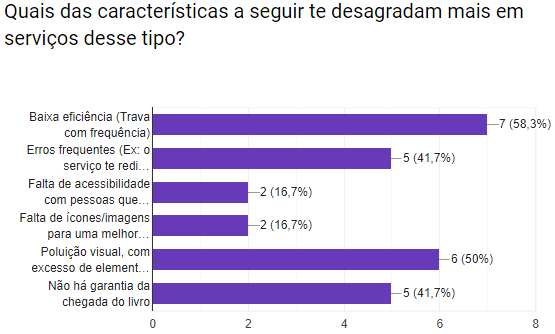 Quais das características a seguir te desagradam mais em
serviços desse tipo?
Baixa eficiência (Trava
com frequência)
7 (58,3%)
Erros frequentes (Ex: o
serviço te redi…
5 (41,7%)
Falta de acessibilidade
com pessoas que…
2 (16,7%)
Falta de ícones/imagens
para uma melhor…
2 (16,7%)
Poluição visual, com
excesso de element…
6 (50%)
Não há garantia da
chegada do livro
5 (41,7%)
0 2 4 6 8